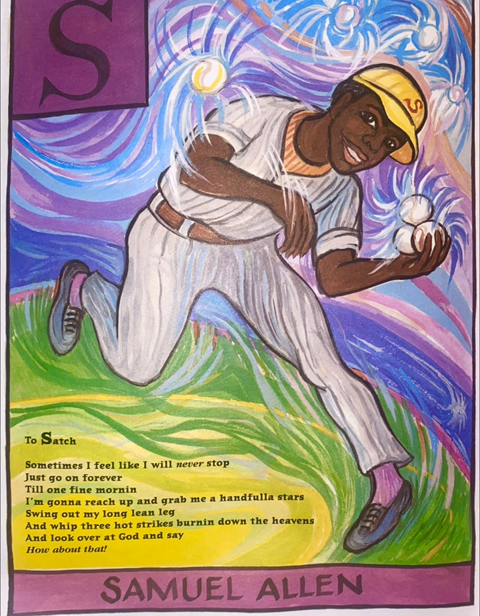 S
S
To Satch
Sometimes I feel like I will never stop
Just go on forever
Till one fine mornin
I'm gonna reach up and grab me a handfulla stars
Swing out my long lean leg
And whip three hot strikes burnin down the heavens
And look over at God and say
How about that!
SAMUEL ALLEN